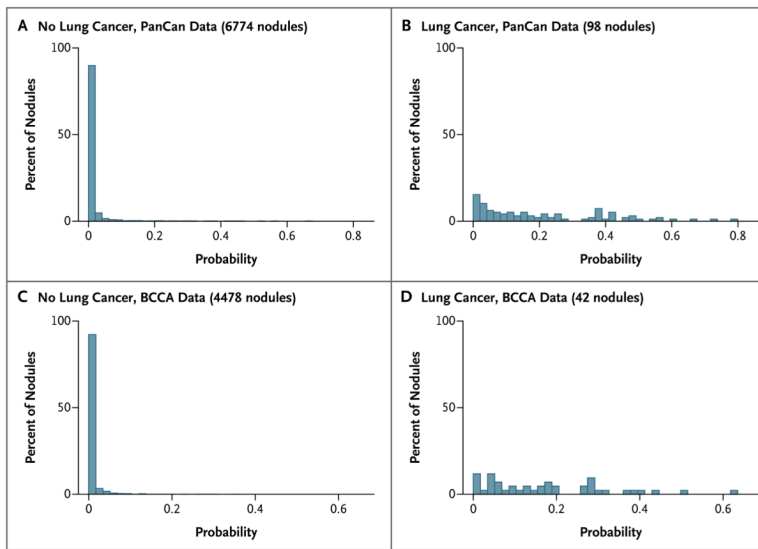 A No Lung Cancer, PanCan Data (6774 nodules)
100
50
0
Percent of Nodules
0 0.2 0.4 0.6 0.8
Probability
B Lung Cancer, PanCan Data (98 nodules)
100
50
0
Percent of Nodules
0 0.2 0.4 0.6 0.8
Probability
C No Lung Cancer, BCCA Data (4478 nodules)
100
50
0
Percent of Nodules
0 0.2 0.4 0.6
Probability
D Lung Cancer, BCCA Data (42 nodules)
100
50
0
Percent of Nodules
0 0.2 0.4 0.6
Probability